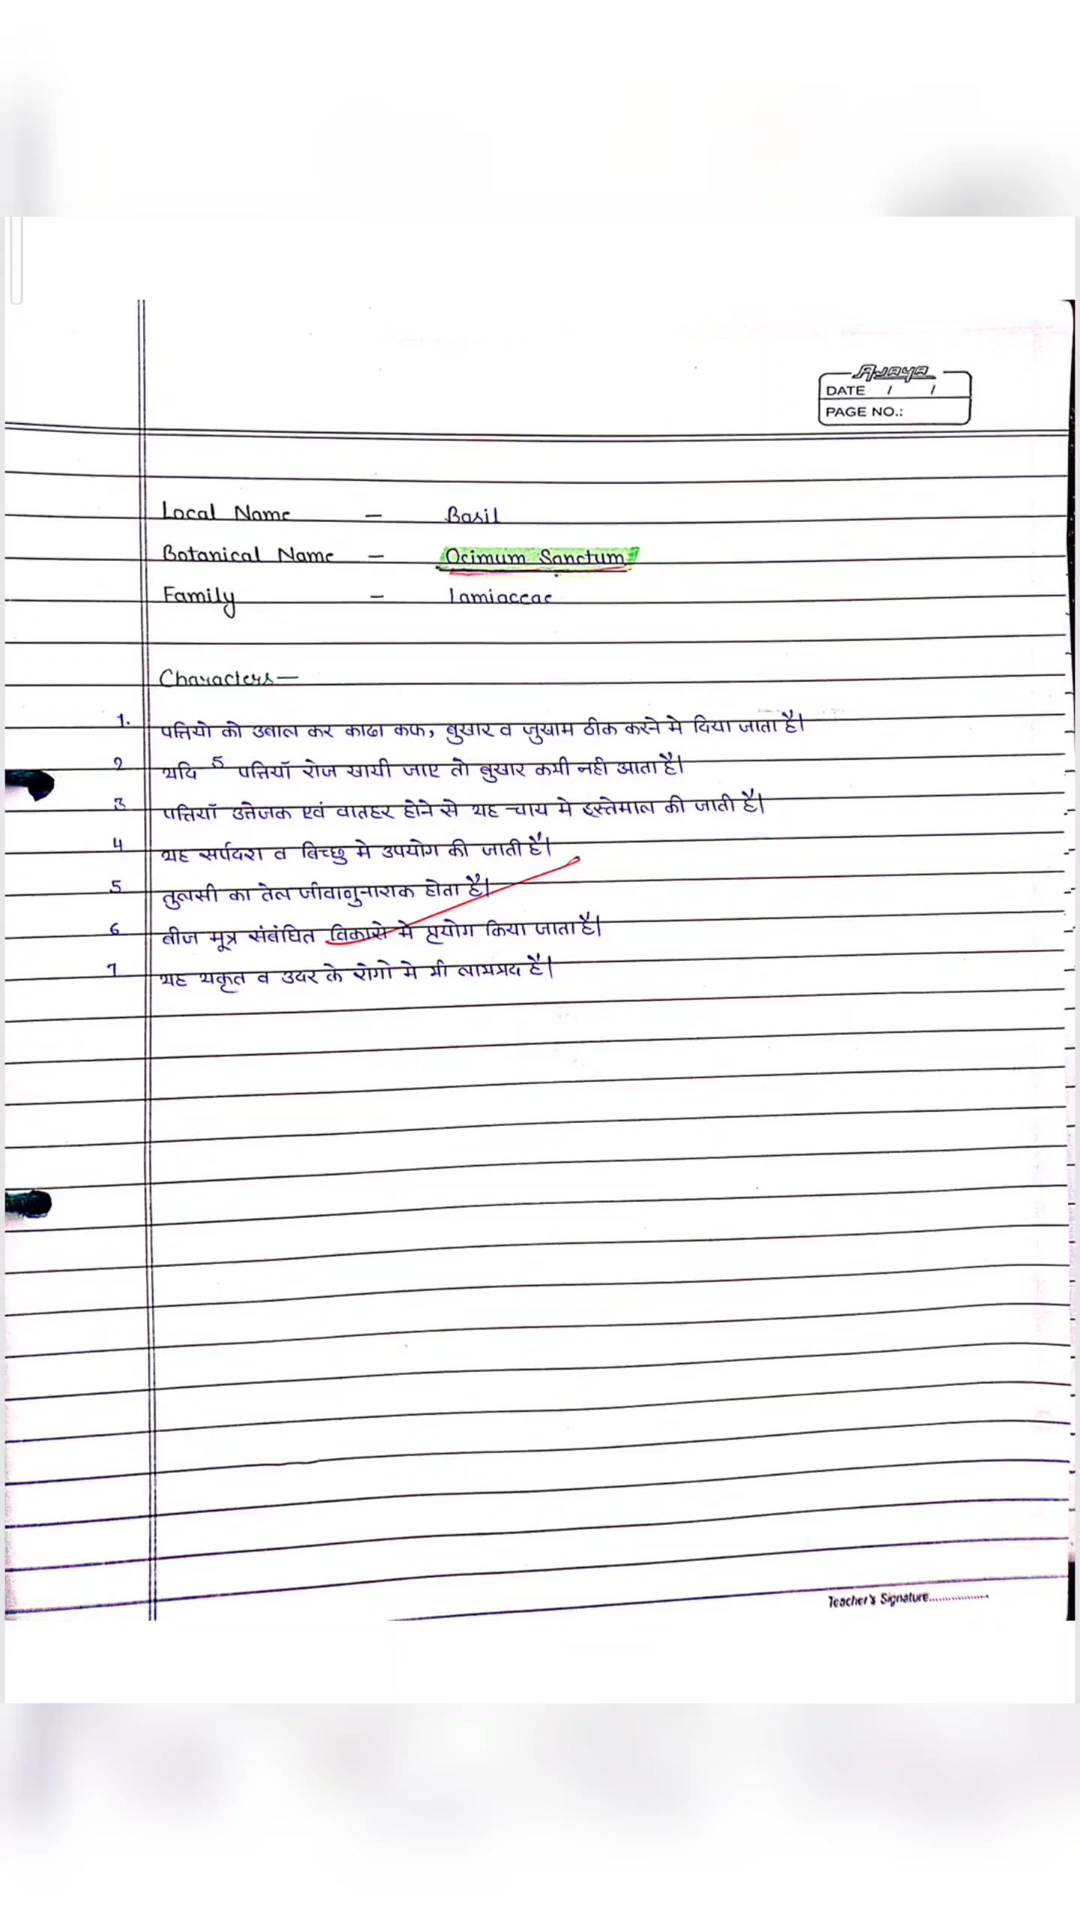 AJAYA
DATE / /
PAGE NO.:
Local Name - Basil
Botanical Name - Ocimum Sanctum
Family - Lamiaceae
Characters—
1. पत्तियो को उबाल कर काढा कफ, बुखार व जुखाम ठीक करने मे दिया जाता है।
2 यदि 5 पत्तियाँ रोज खायी जाए तो बुखार कभी नही आता है।
3 पत्तियाँ उत्तेजक एवं वातहर होने से यह चाय मे इस्तेमाल की जाती है।
4 यह सर्पदश व बिच्छु मे उपयोग की जाती है।
5 तुलसी का तेल जीवाणुनाशक होता है।
6 बीज मूत्र संबंधित विकारो मे प्रयोग किया जाता है।
7 यह यकृत व उदर के रोगो मे भी लाभप्रद है।
Teacher's Signature..................